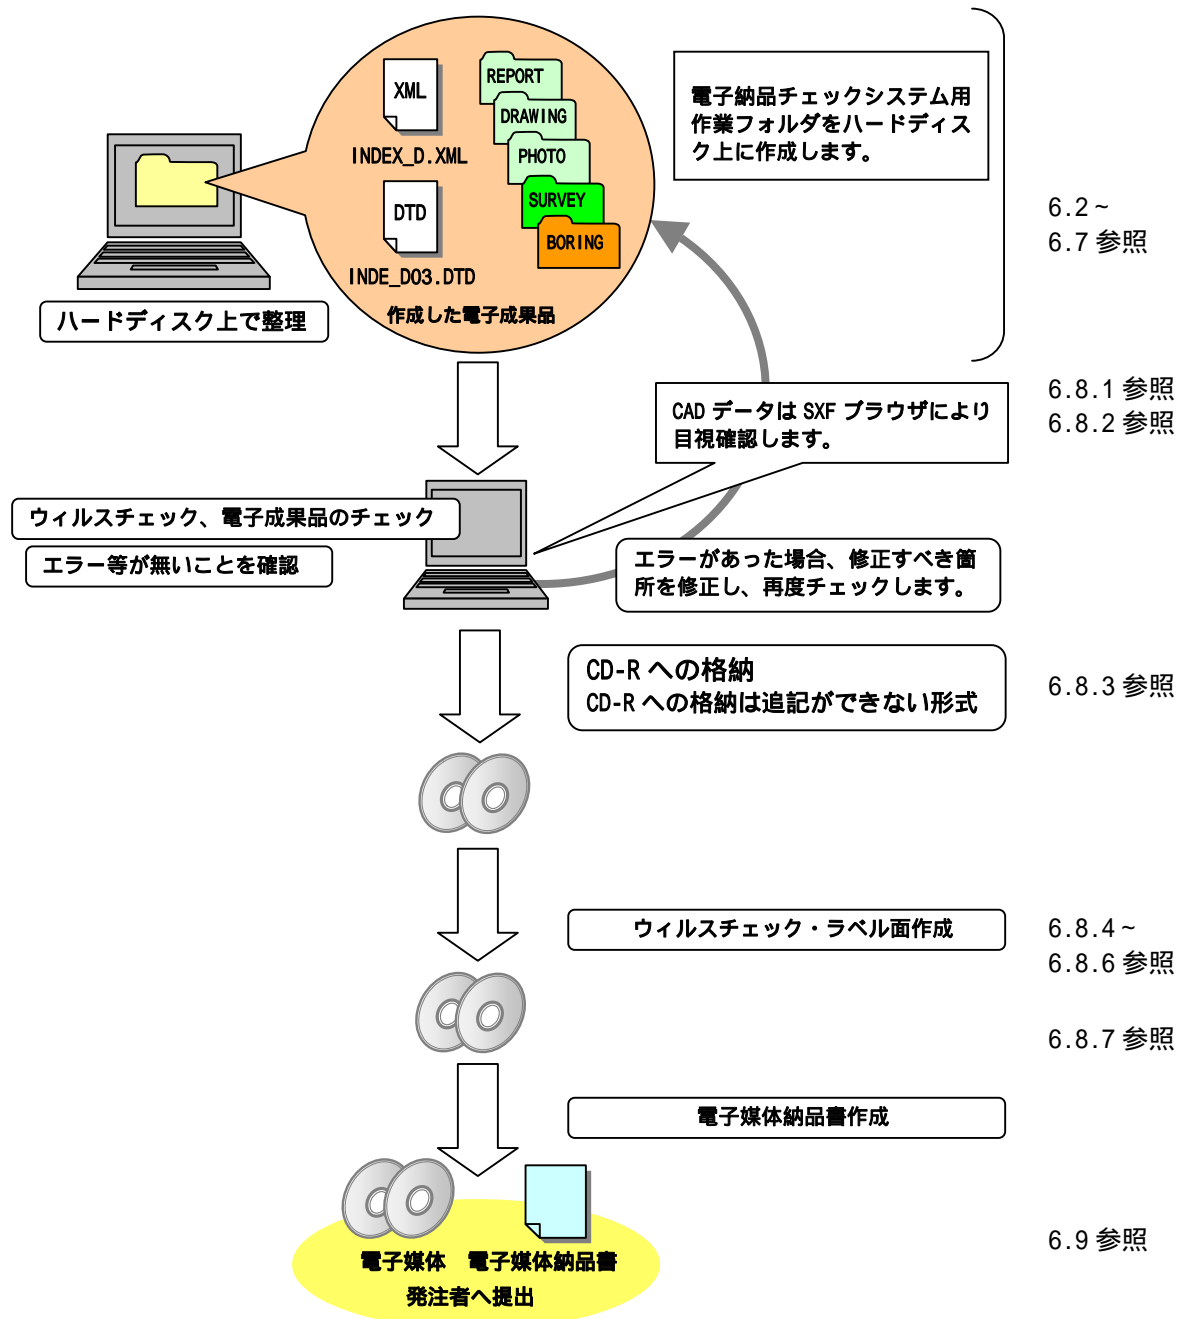 XML
INDEX_D.XML
DTD
INDE_D03.DTD
REPORT
DRAWING
PHOTO
SURVEY
BORING
作成した電子成果品
ハードディスク上で整理
電子納品チェックシステム用
作業フォルダをハードディス
ク上に作成します。
6.2~
6.7 参照
CAD データは SXF ブラウザにより
目視確認します。
6.8.1 参照
6.8.2 参照
ウィルスチェック、電子成果品のチェック
エラー等が無いことを確認
エラーがあった場合、修正すべき箇
所を修正し、再度チェックします。
CD-R への格納
CD-R への格納は追記ができない形式
6.8.3 参照
ウィルスチェック・ラベル面作成
6.8.4~
6.8.6 参照
6.8.7 参照
電子媒体納品書作成
電子媒体 電子媒体納品書
発注者へ提出
6.9 参照